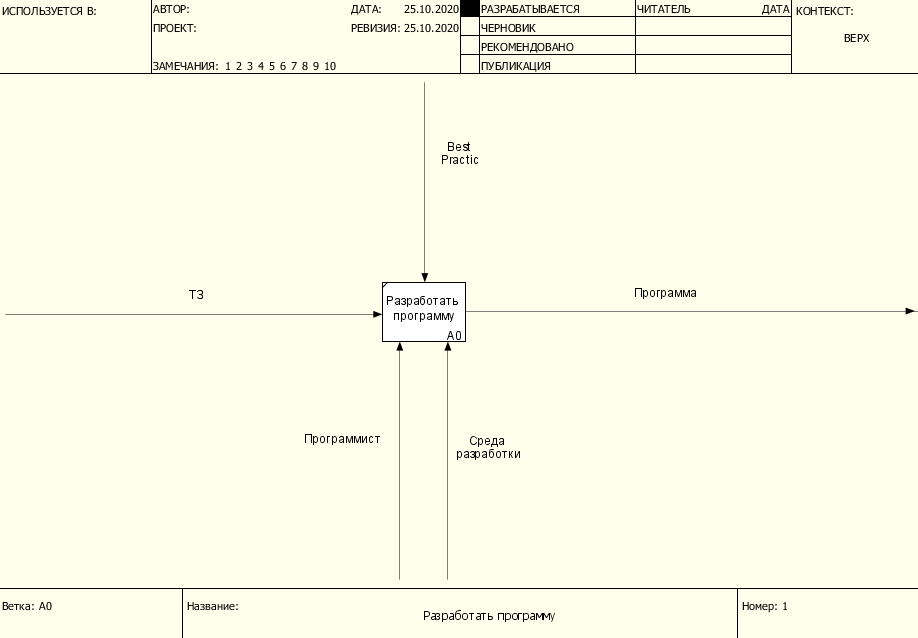 ИСПОЛЬЗУЕТСЯ В:
АВТОР:
ДАТА: 25.10.2020
РАЗРАБАТЫВАЕТСЯ
ЧИТАТЕЛЬ
ДАТА
КОНТЕКСТ:
ПРОЕКТ:
РЕВИЗИЯ: 25.10.2020
ЧЕРНОВИК
ВЕРХ
РЕКОМЕНДОВАНО
ЗАМЕЧАНИЯ: 1 2 3 4 5 6 7 8 9 10
ПУБЛИКАЦИЯ
Best
Practic
ТЗ
Разработать
программу
A0
Программа
Программист
Среда
разработки
Ветка: A0
Название:
Разработать программу
Номер: 1